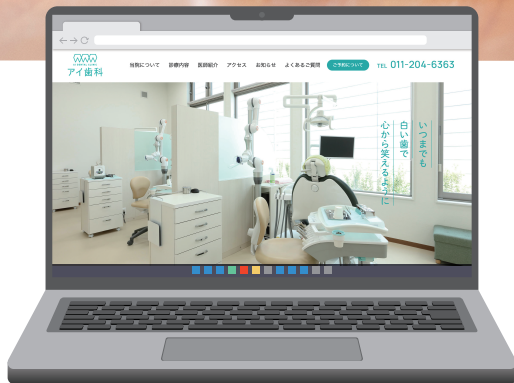 アイ歯科
当院について
診療内容
医師紹介
アクセス
お知らせ
よくあるご質問
ご予約について
TEL 011-204-6363
いつまでも
白い歯で
心から笑えるように